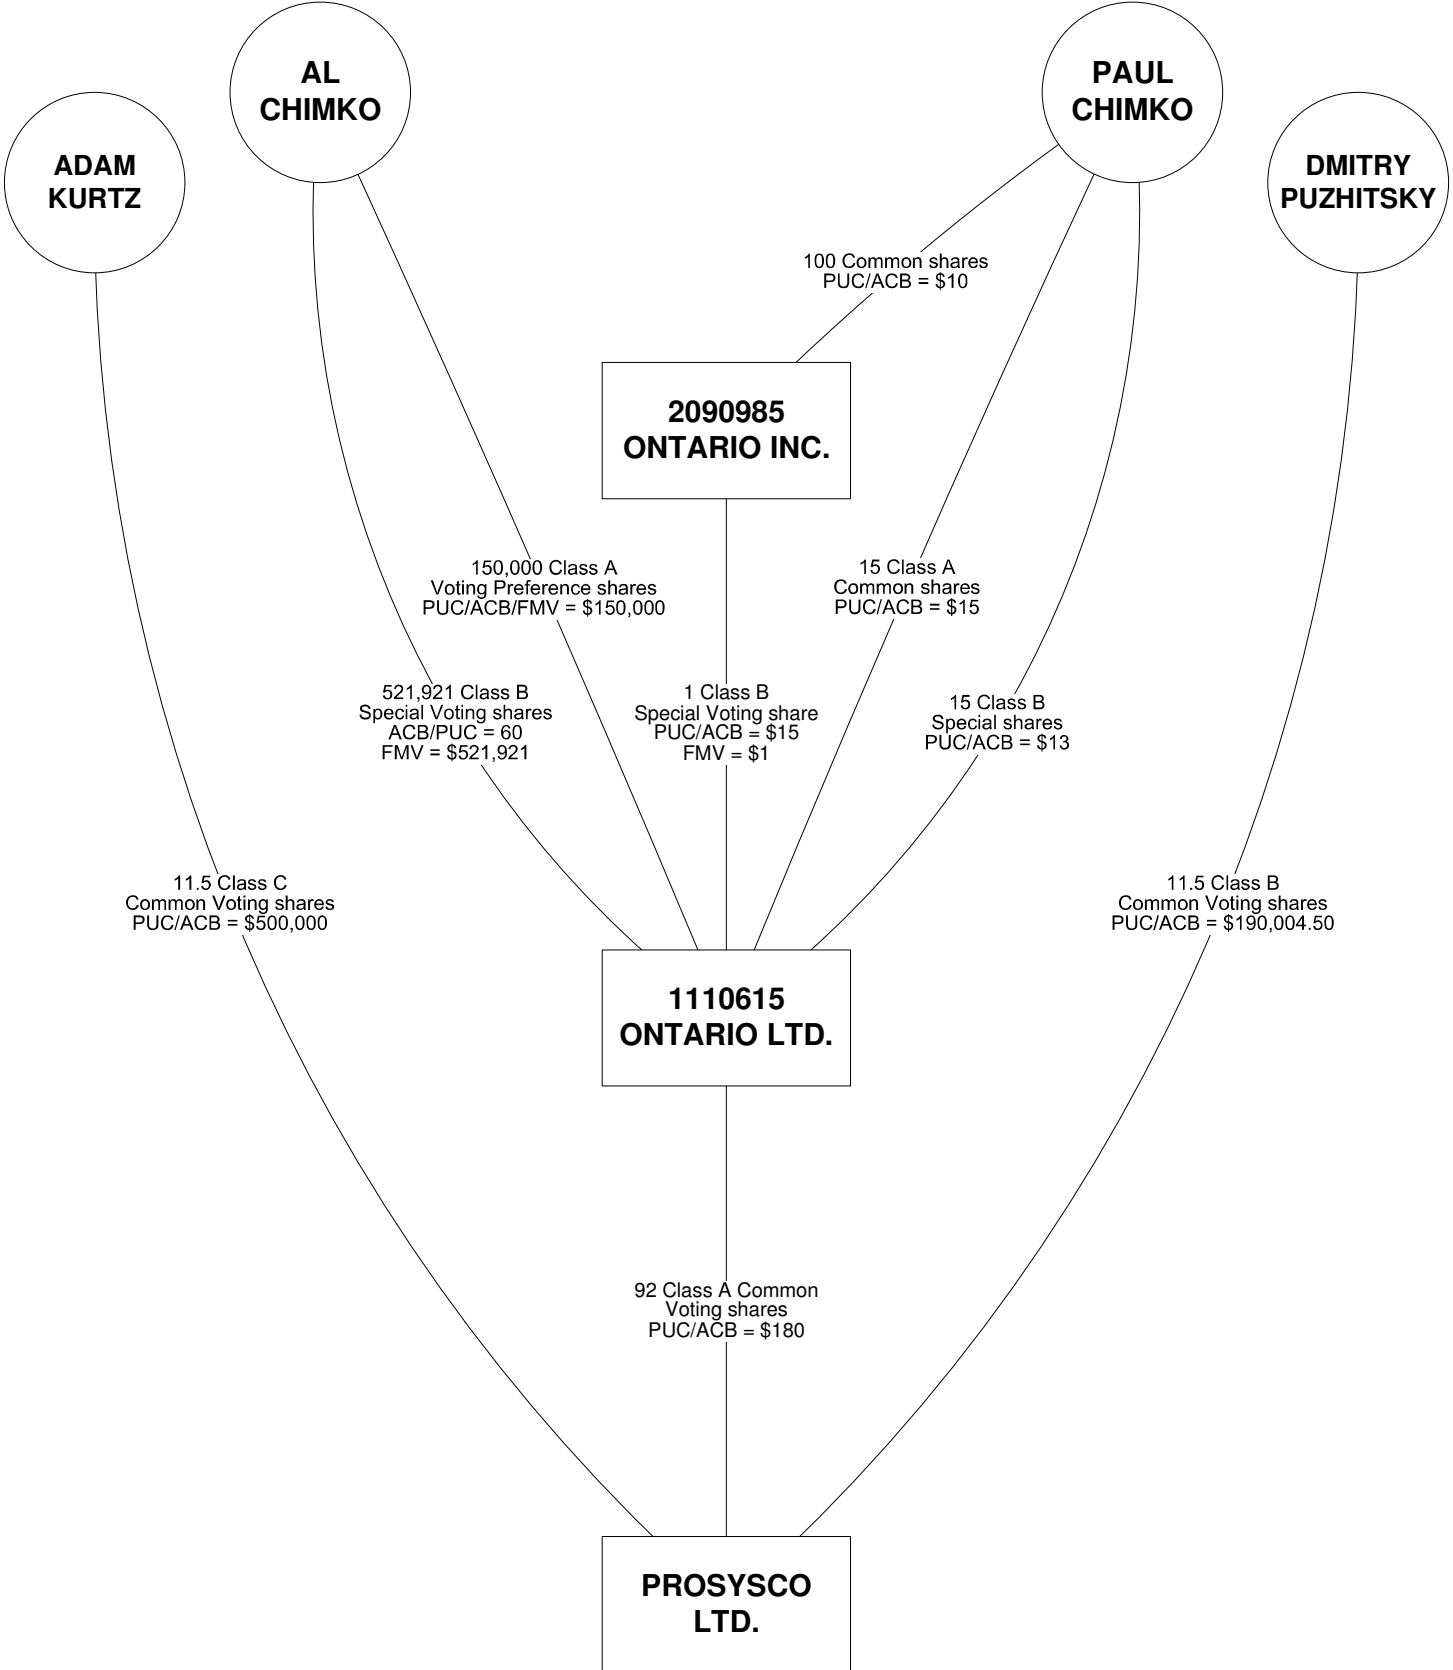 AL
CHIMKO
PAUL
CHIMKO
ADAM
KURTZ
DMITRY
PUZHITSKY
100 Common shares
PUC/ACB = $10
2090985
ONTARIO INC.
150,000 Class A
Voting Preference shares
PUC/ACB/FMV = $150,000
15 Class A
Common shares
PUC/ACB = $15
521,921 Class B
Special Voting shares
ACB/PUC = 60
FMV = $521,921
1 Class B
Special Voting share
PUC/ACB = $15
FMV = $1
15 Class B
Special shares
PUC/ACB = $13
11.5 Class C
Common Voting shares
PUC/ACB = $500,000
11.5 Class B
Common Voting shares
PUC/ACB = $190,004.50
1110615
ONTARIO LTD.
92 Class A Common
Voting shares
PUC/ACB = $180
PROSYSCO
LTD.